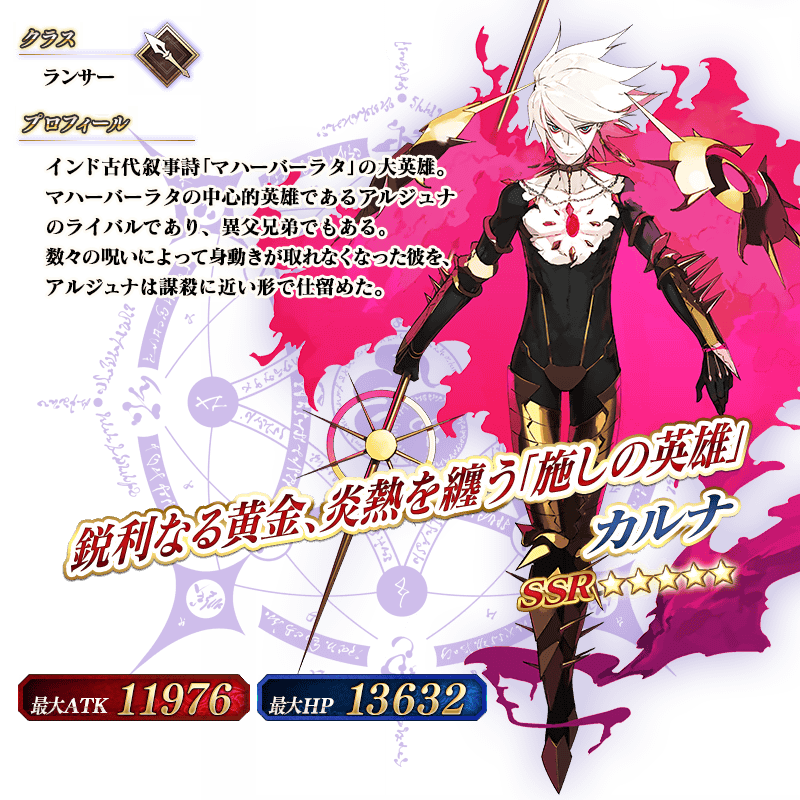 クラス
ランサー
プロフィール
インド古代叙事詩「マハーバーラタ」の大英雄。
マハーバーラタの中心的英雄であるアルジュナ
のライバルであり、異父兄弟でもある。
数々の呪いによって身動きが取れなくなった彼を、
アルジュナは謀殺に近い形で仕留めた。
鋭利なる黄金、炎熱を纏う「施しの英雄」
カルナ
SSR★★★★★
最大ATK 11976
最大HP 13632